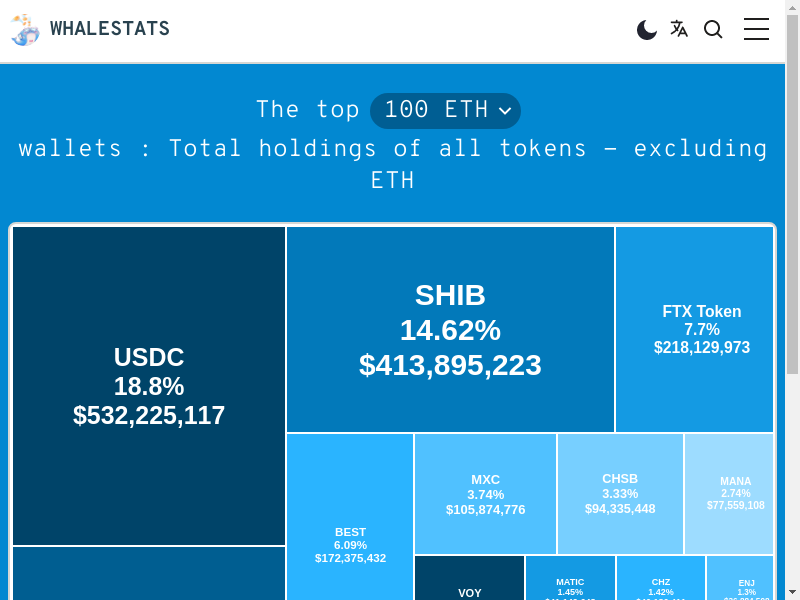 WHALESTATS
The top 100 ETH
wallets : Total holdings of all tokens - excluding
ETH
USDC
18.8%
$532,225,117
SHIB
14.62%
$413,895,223
FTX Token
7.7%
$218,129,973
BEST
6.09%
$172,375,432
MXC
3.74%
$105,874,776
CHSB
3.33%
$94,335,448
MANA
2.74%
$77,559,108
VOY
MATIC
1.45%
CHZ
1.42%
ENJ
1.3%